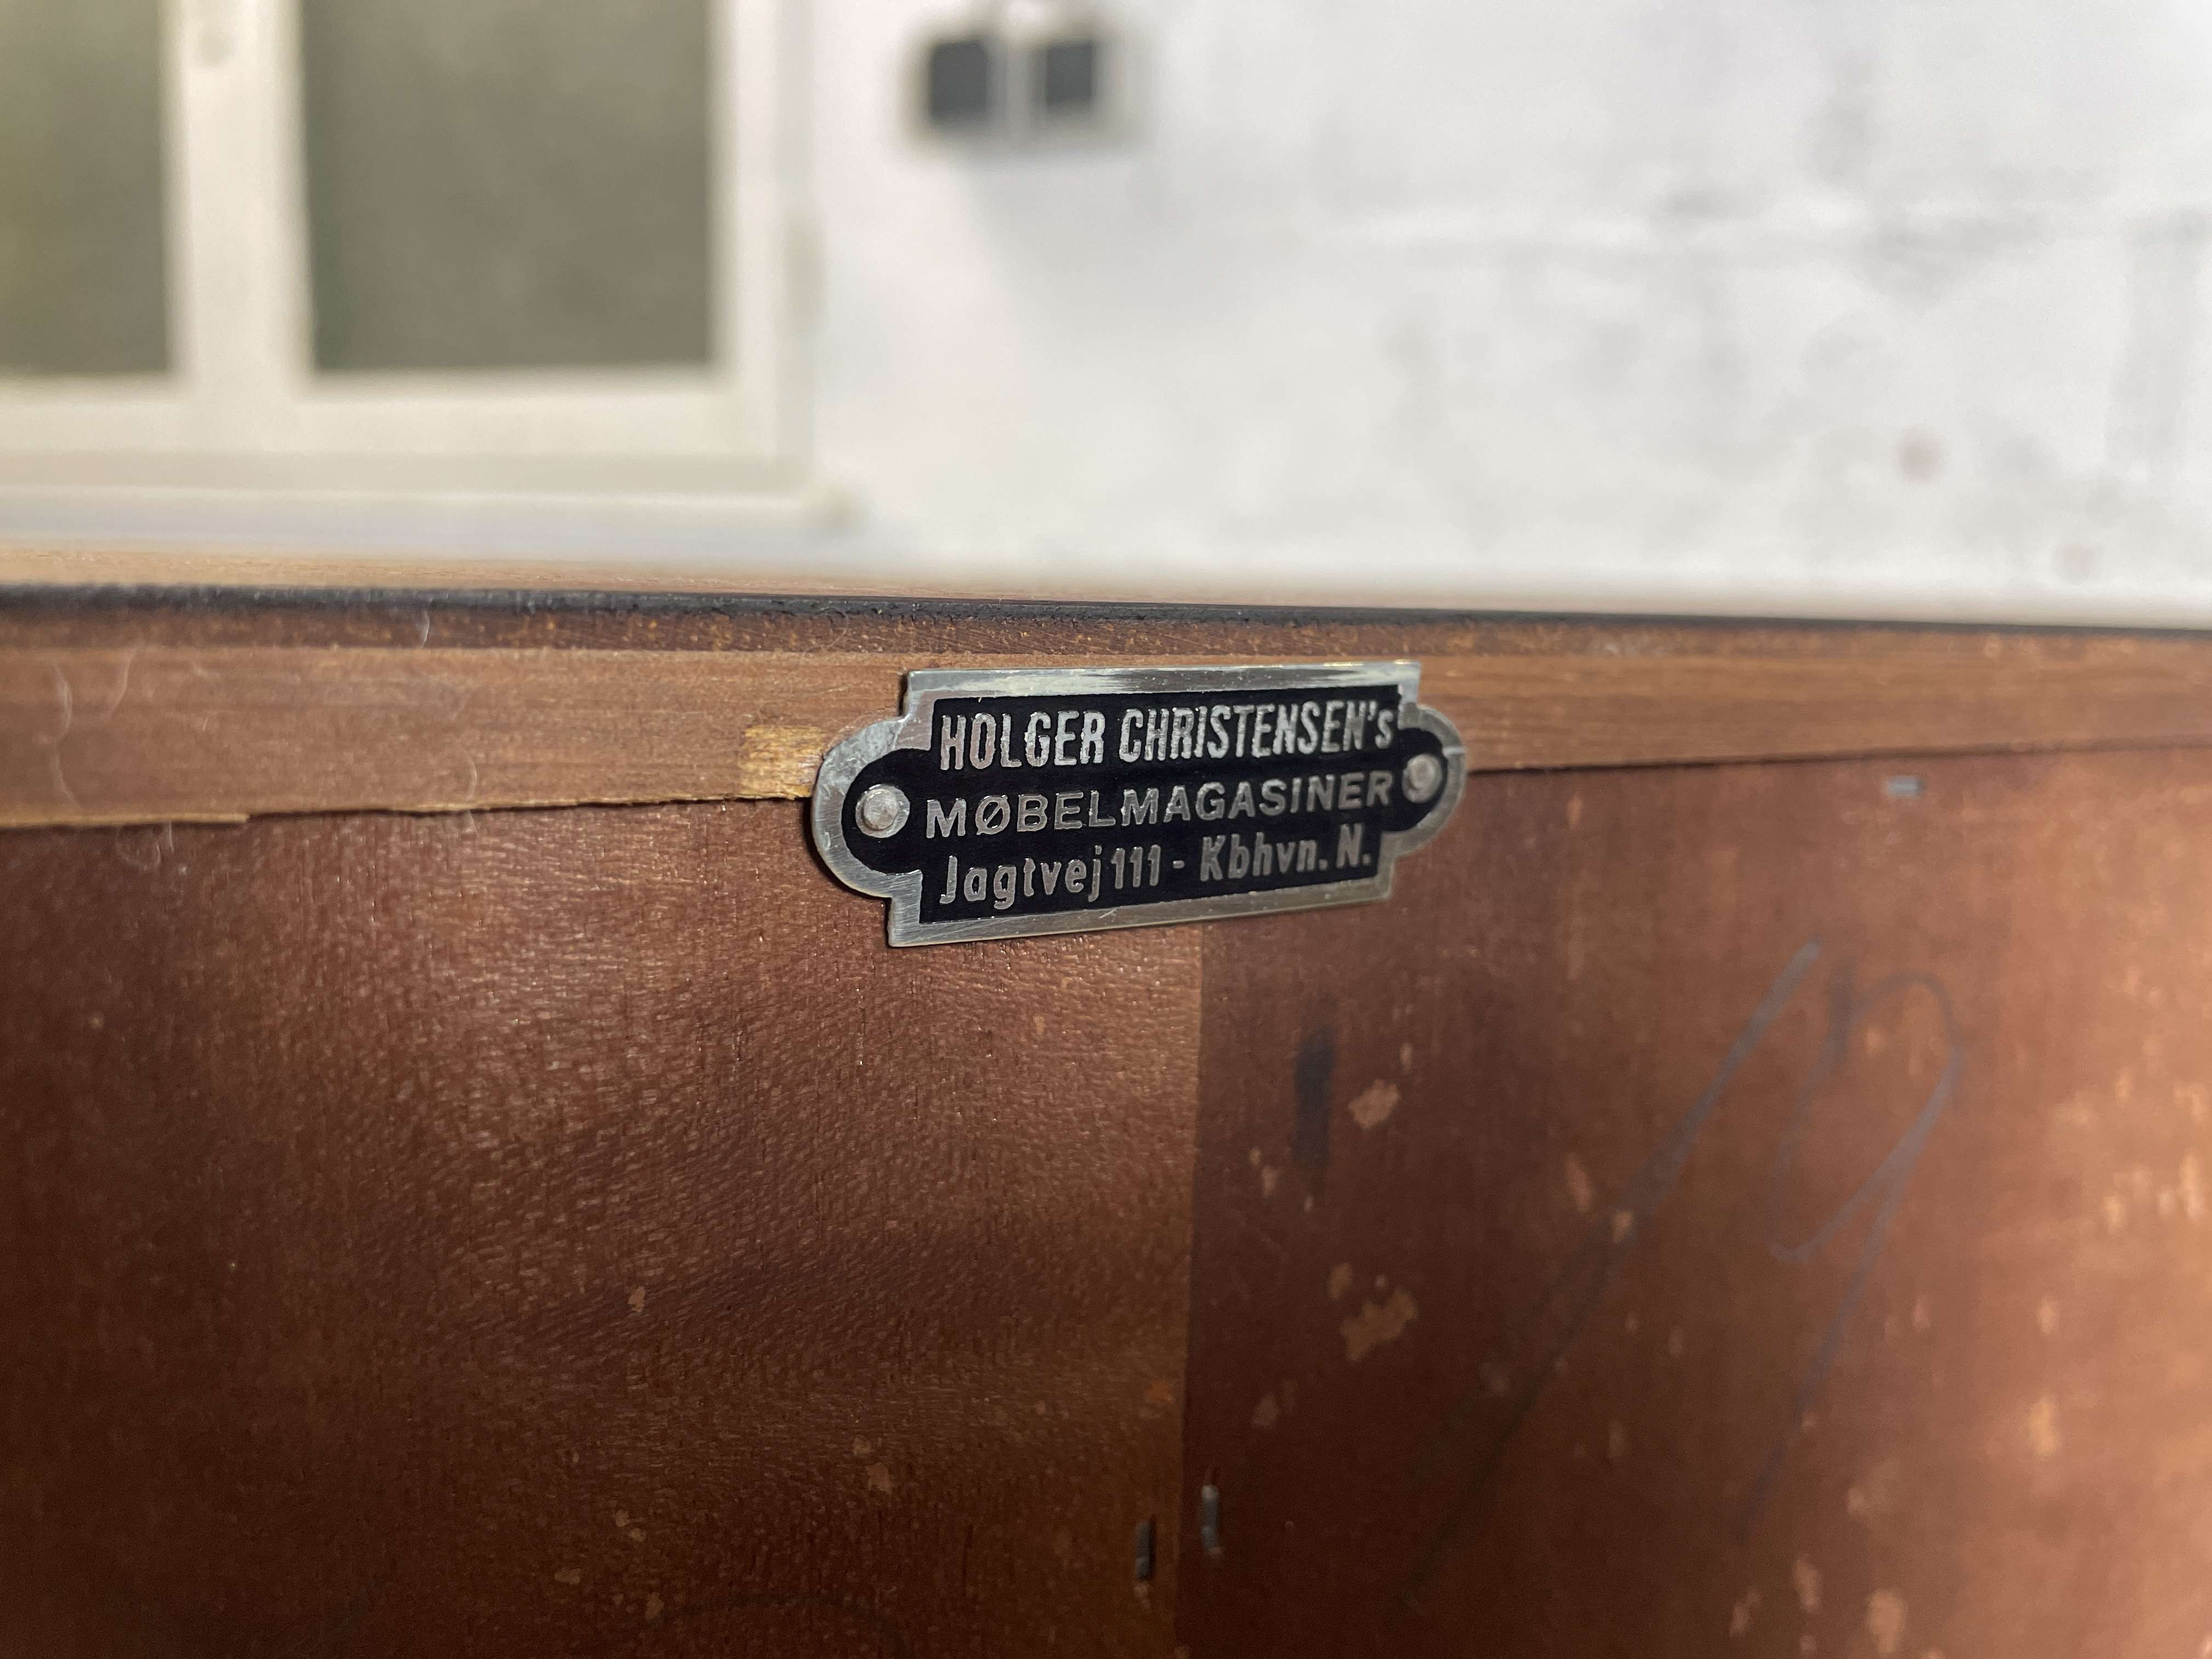 HOLGER CHRISTENSEN's
MØBELMAGASINER
Jagtvej 111 - Kbhvn. N.